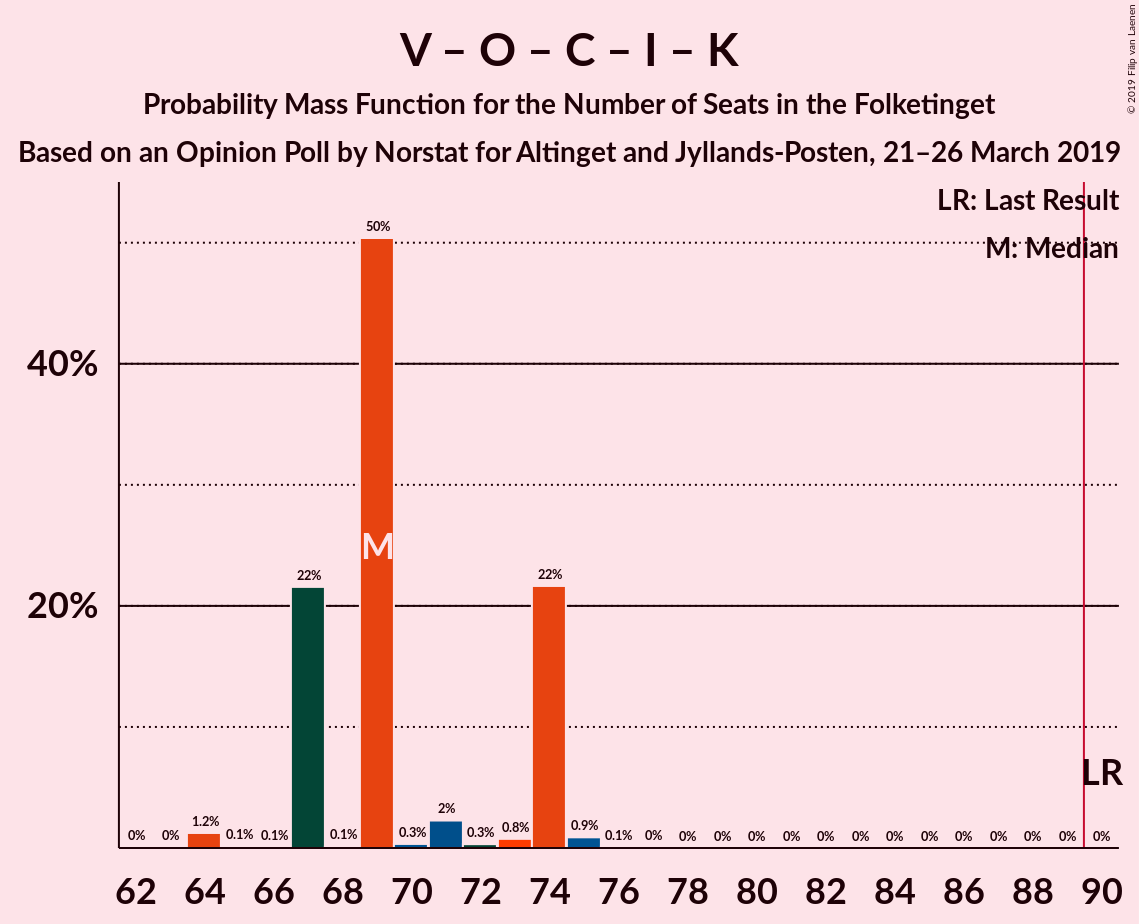 V – O – C – I – K
Probability Mass Function for the Number of Seats in the Folketinget
Based on an Opinion Poll by Norstat for Altinget and Jyllands-Posten, 21–26 March 2019
© 2019 Filip van Laenen
LR: Last Result
M: Median
40%
20%
0% 0% 1.2% 0.1% 0.1% 22% 0.1% 50% 0.3% 2% 0.3% 0.8% 22% 0.9% 0.1% 0% 0% 0% 0% 0% 0% 0% 0% 0% 0% 0% 0% 0% 0%
M
LR
62 64 66 68 70 72 74 76 78 80 82 84 86 88 90